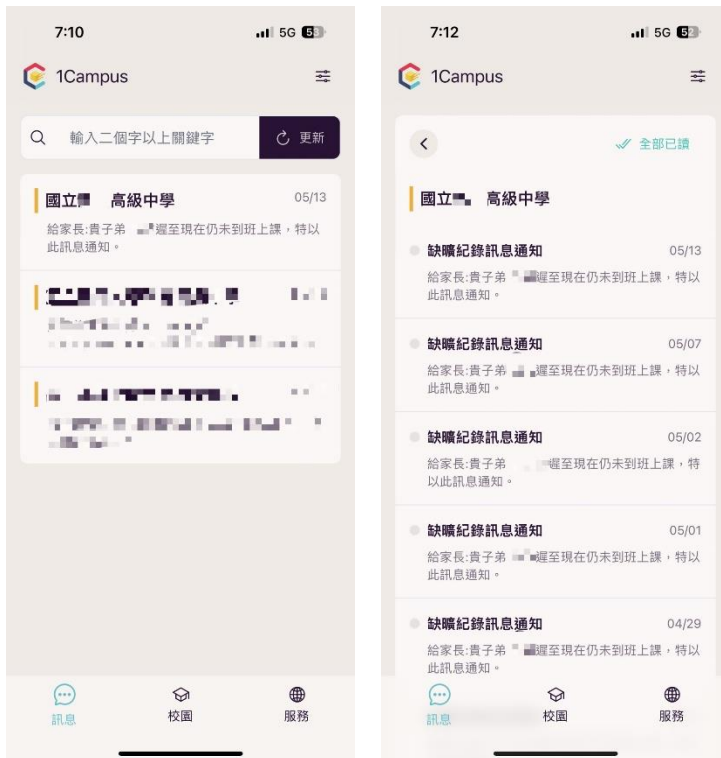 7:10
5G 53
1Campus
輸入二個字以上關鍵字
更新
國立 高級中學
05/13
給家長:貴子弟 遲至現在仍未到班上課，特以
此訊息通知。
訊息
校園
服務
7:12
5G 52
1Campus
全部已讀
國立 高級中學
缺曠紀錄訊息通知
05/13
給家長:貴子弟 遲至現在仍未到班上課，特以
此訊息通知。
缺曠紀錄訊息通知
05/07
給家長:貴子弟 遲至現在仍未到班上課，特以
此訊息通知。
缺曠紀錄訊息通知
05/02
給家長:貴子弟 遲至現在仍未到班上課，特
以此訊息通知。
缺曠紀錄訊息通知
05/01
給家長:貴子弟 遲至現在仍未到班上課，特以
此訊息通知。
缺曠紀錄訊息通知
04/29
給家長:貴子弟 遲至現在仍未到班上課，特以
此訊息通知。
訊息
校園
服務